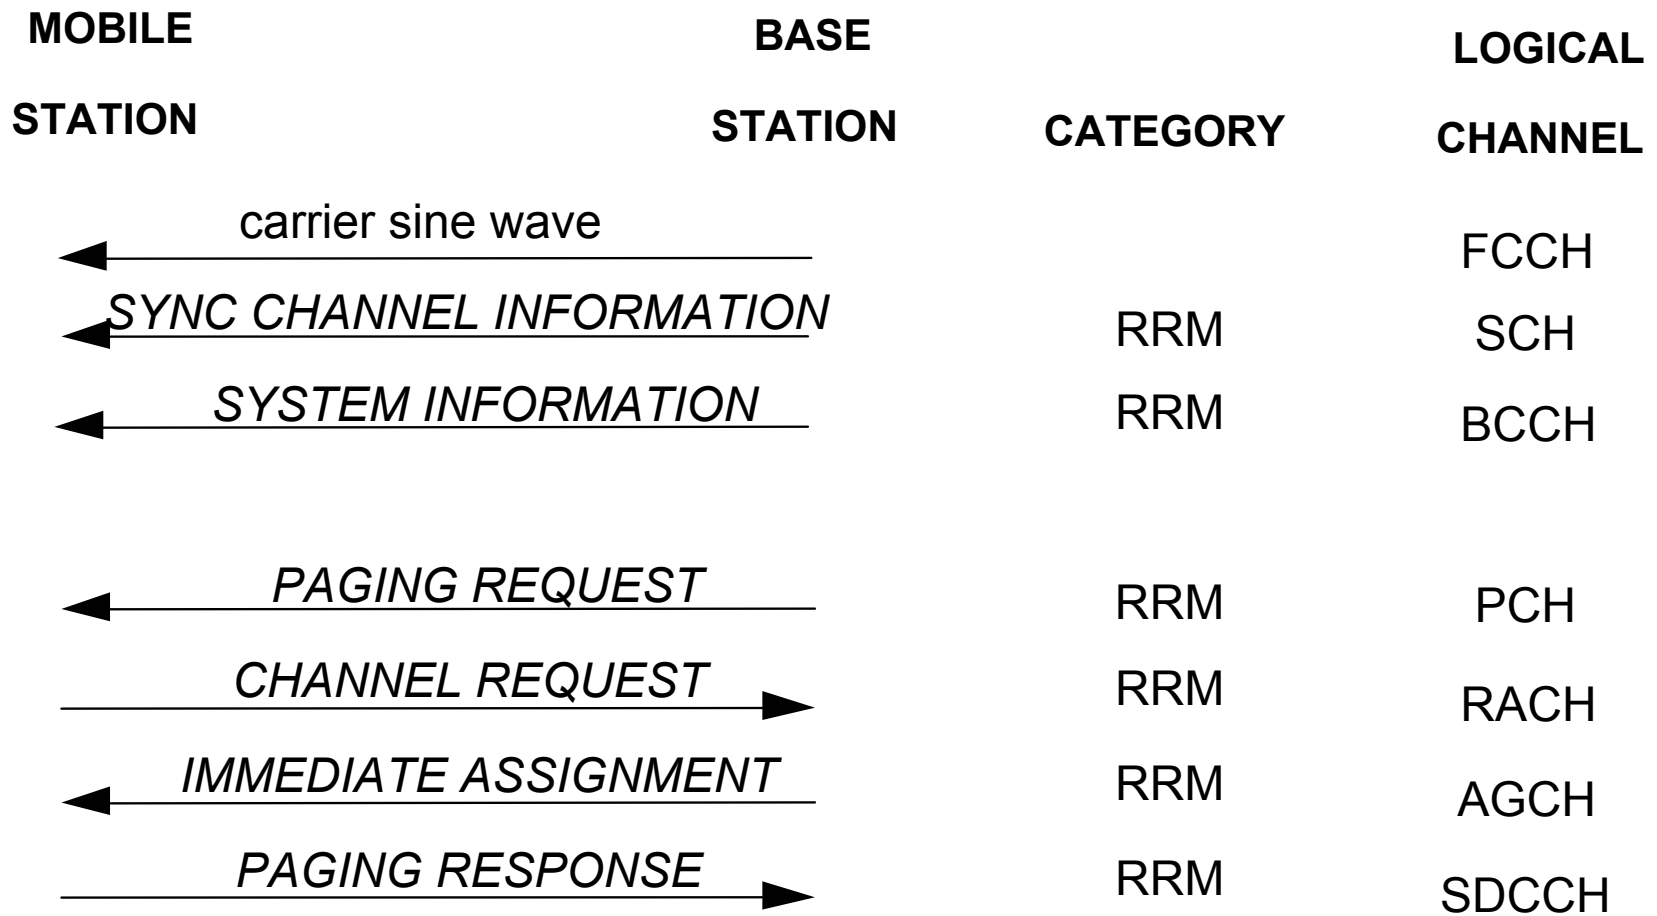 MOBILE BASE LOGICAL
STATION STATION CATEGORY CHANNEL
carrier sine wave FCCH
SYNC CHANNEL INFORMATION RRM SCH
SYSTEM INFORMATION RRM BCCH
PAGING REQUEST RRM PCH
CHANNEL REQUEST RRM RACH
IMMEDIATE ASSIGNMENT RRM AGCH
PAGING RESPONSE RRM SDCCH